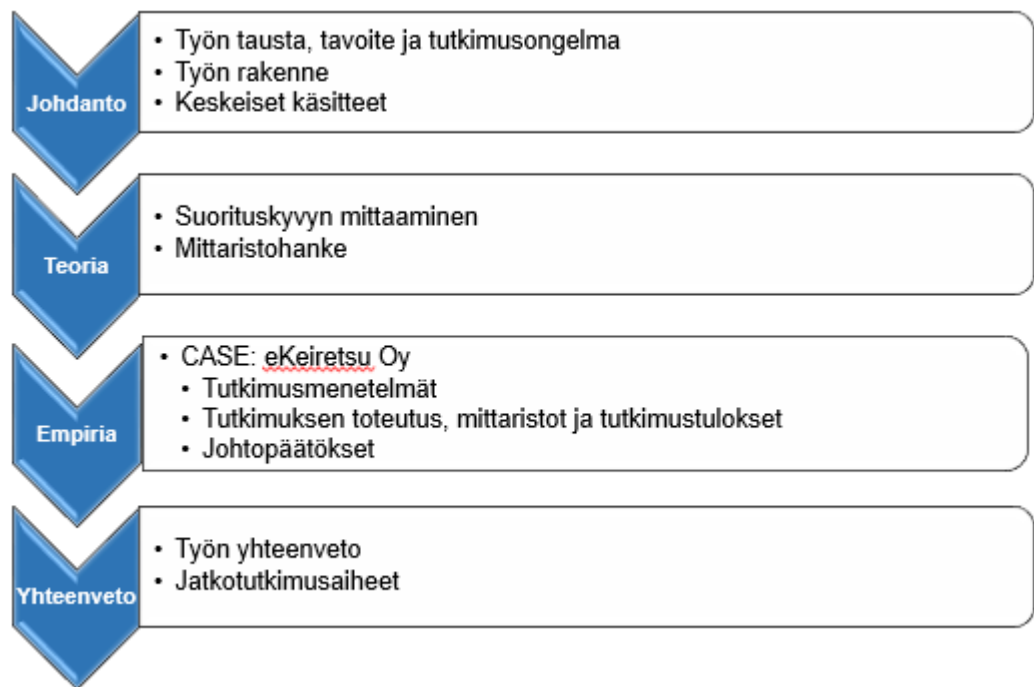 Johdanto
• Työn tausta, tavoite ja tutkimusongelma
• Työn rakenne
• Keskeiset käsitteet
Teoria
• Suorituskyvyn mittaaminen
• Mittaristohanke
Empiria
• CASE: eKeiretsu Oy
• Tutkimusmenetelmät
• Tutkimuksen toteutus, mittaristot ja tutkimustulokset
• Johtopäätökset
Yhteenveto
• Työn yhteenveto
• Jatkotutkimusaiheet